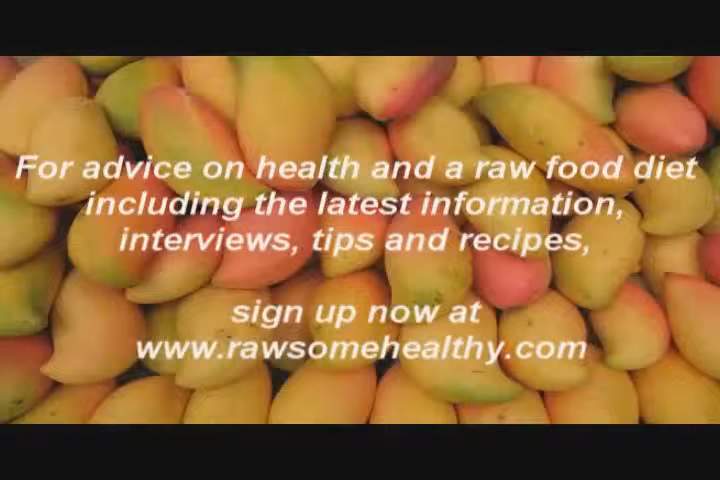 For advice on health and a raw food diet
including the latest information,
interviews, tips and recipes,
sign up now at
www.rawsomehealthy.com